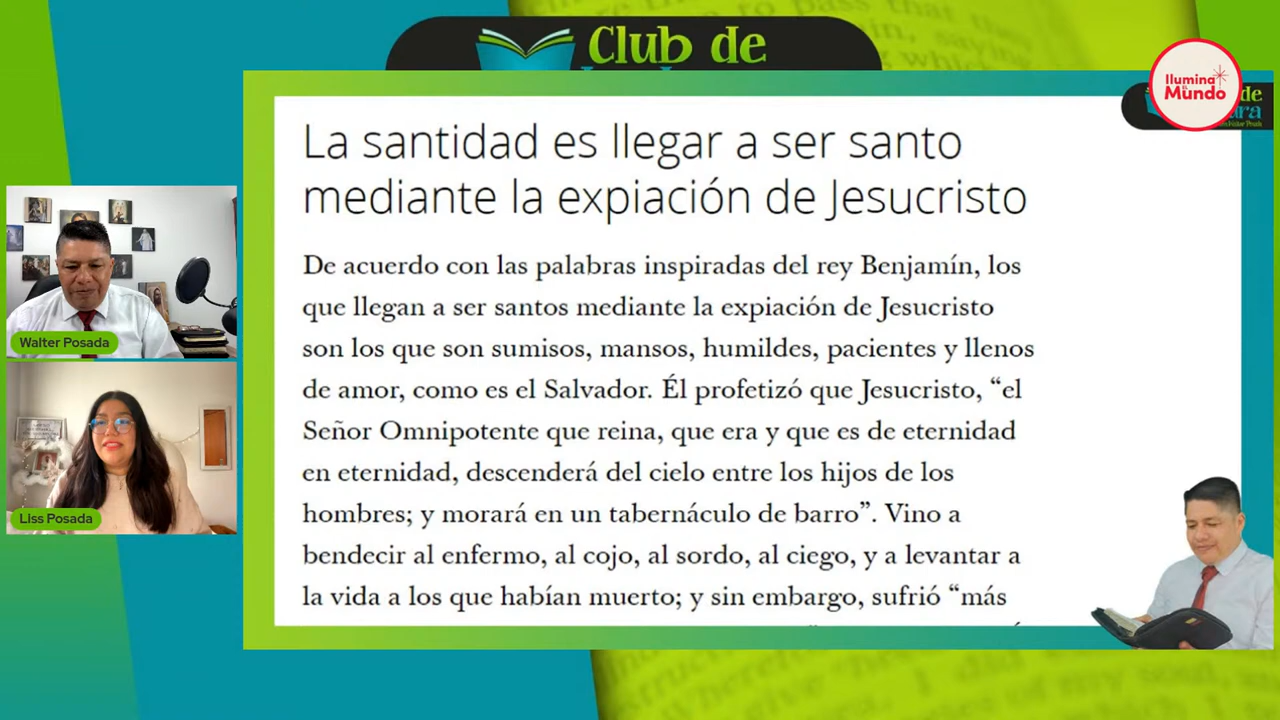 Club de
Ilumina
EL
Mundo
de
La santidad es llegar a ser santo
mediante la expiación de Jesucristo
De acuerdo con las palabras inspiradas del rey Benjamín, los
que llegan a ser santos mediante la expiación de Jesucristo
son los que son sumisos, mansos, humildes, pacientes y llenos
de amor, como es el Salvador. Él profetizó que Jesucristo, “el
Señor Omnipotente que reina, que era y que es de eternidad
en eternidad, descenderá del cielo entre los hijos de los
hombres; y morará en un tabernáculo de barro”. Vino a
bendecir al enfermo, al cojo, al sordo, al ciego, y a levantar a
la vida a los que habían muerto; y sin embargo, sufrió “más
Walter Posada
Liss Posada